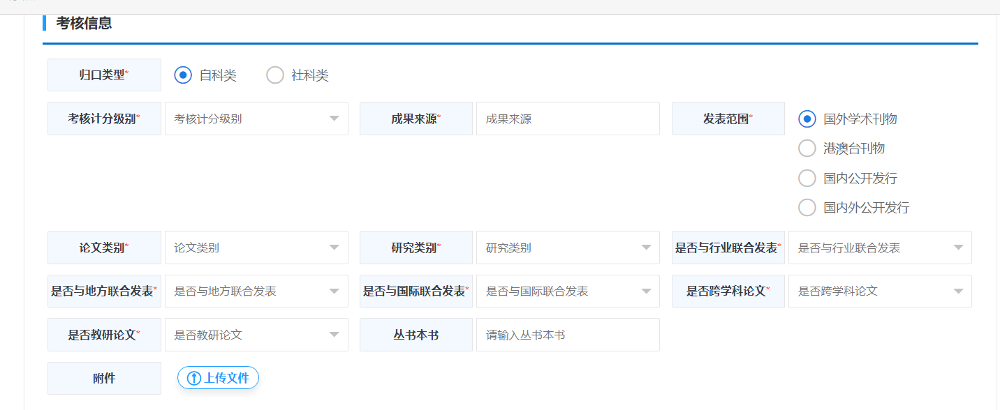 考核信息
归口类型* 自科类 社科类
考核计分级别* 考核计分级别 成果来源* 成果来源 发表范围* 国外学术刊物
港澳台刊物
国内公开发行
国内外公开发行
论文类别* 论文类别 研究类别* 研究类别 是否与行业联合发表* 是否与行业联合发表
是否与地方联合发表* 是否与地方联合发表 是否与国际联合发表* 是否与国际联合发表 是否跨学科论文* 是否跨学科论文
是否教研论文* 是否教研论文 丛书本书 请输入丛书本书
附件 上传文件